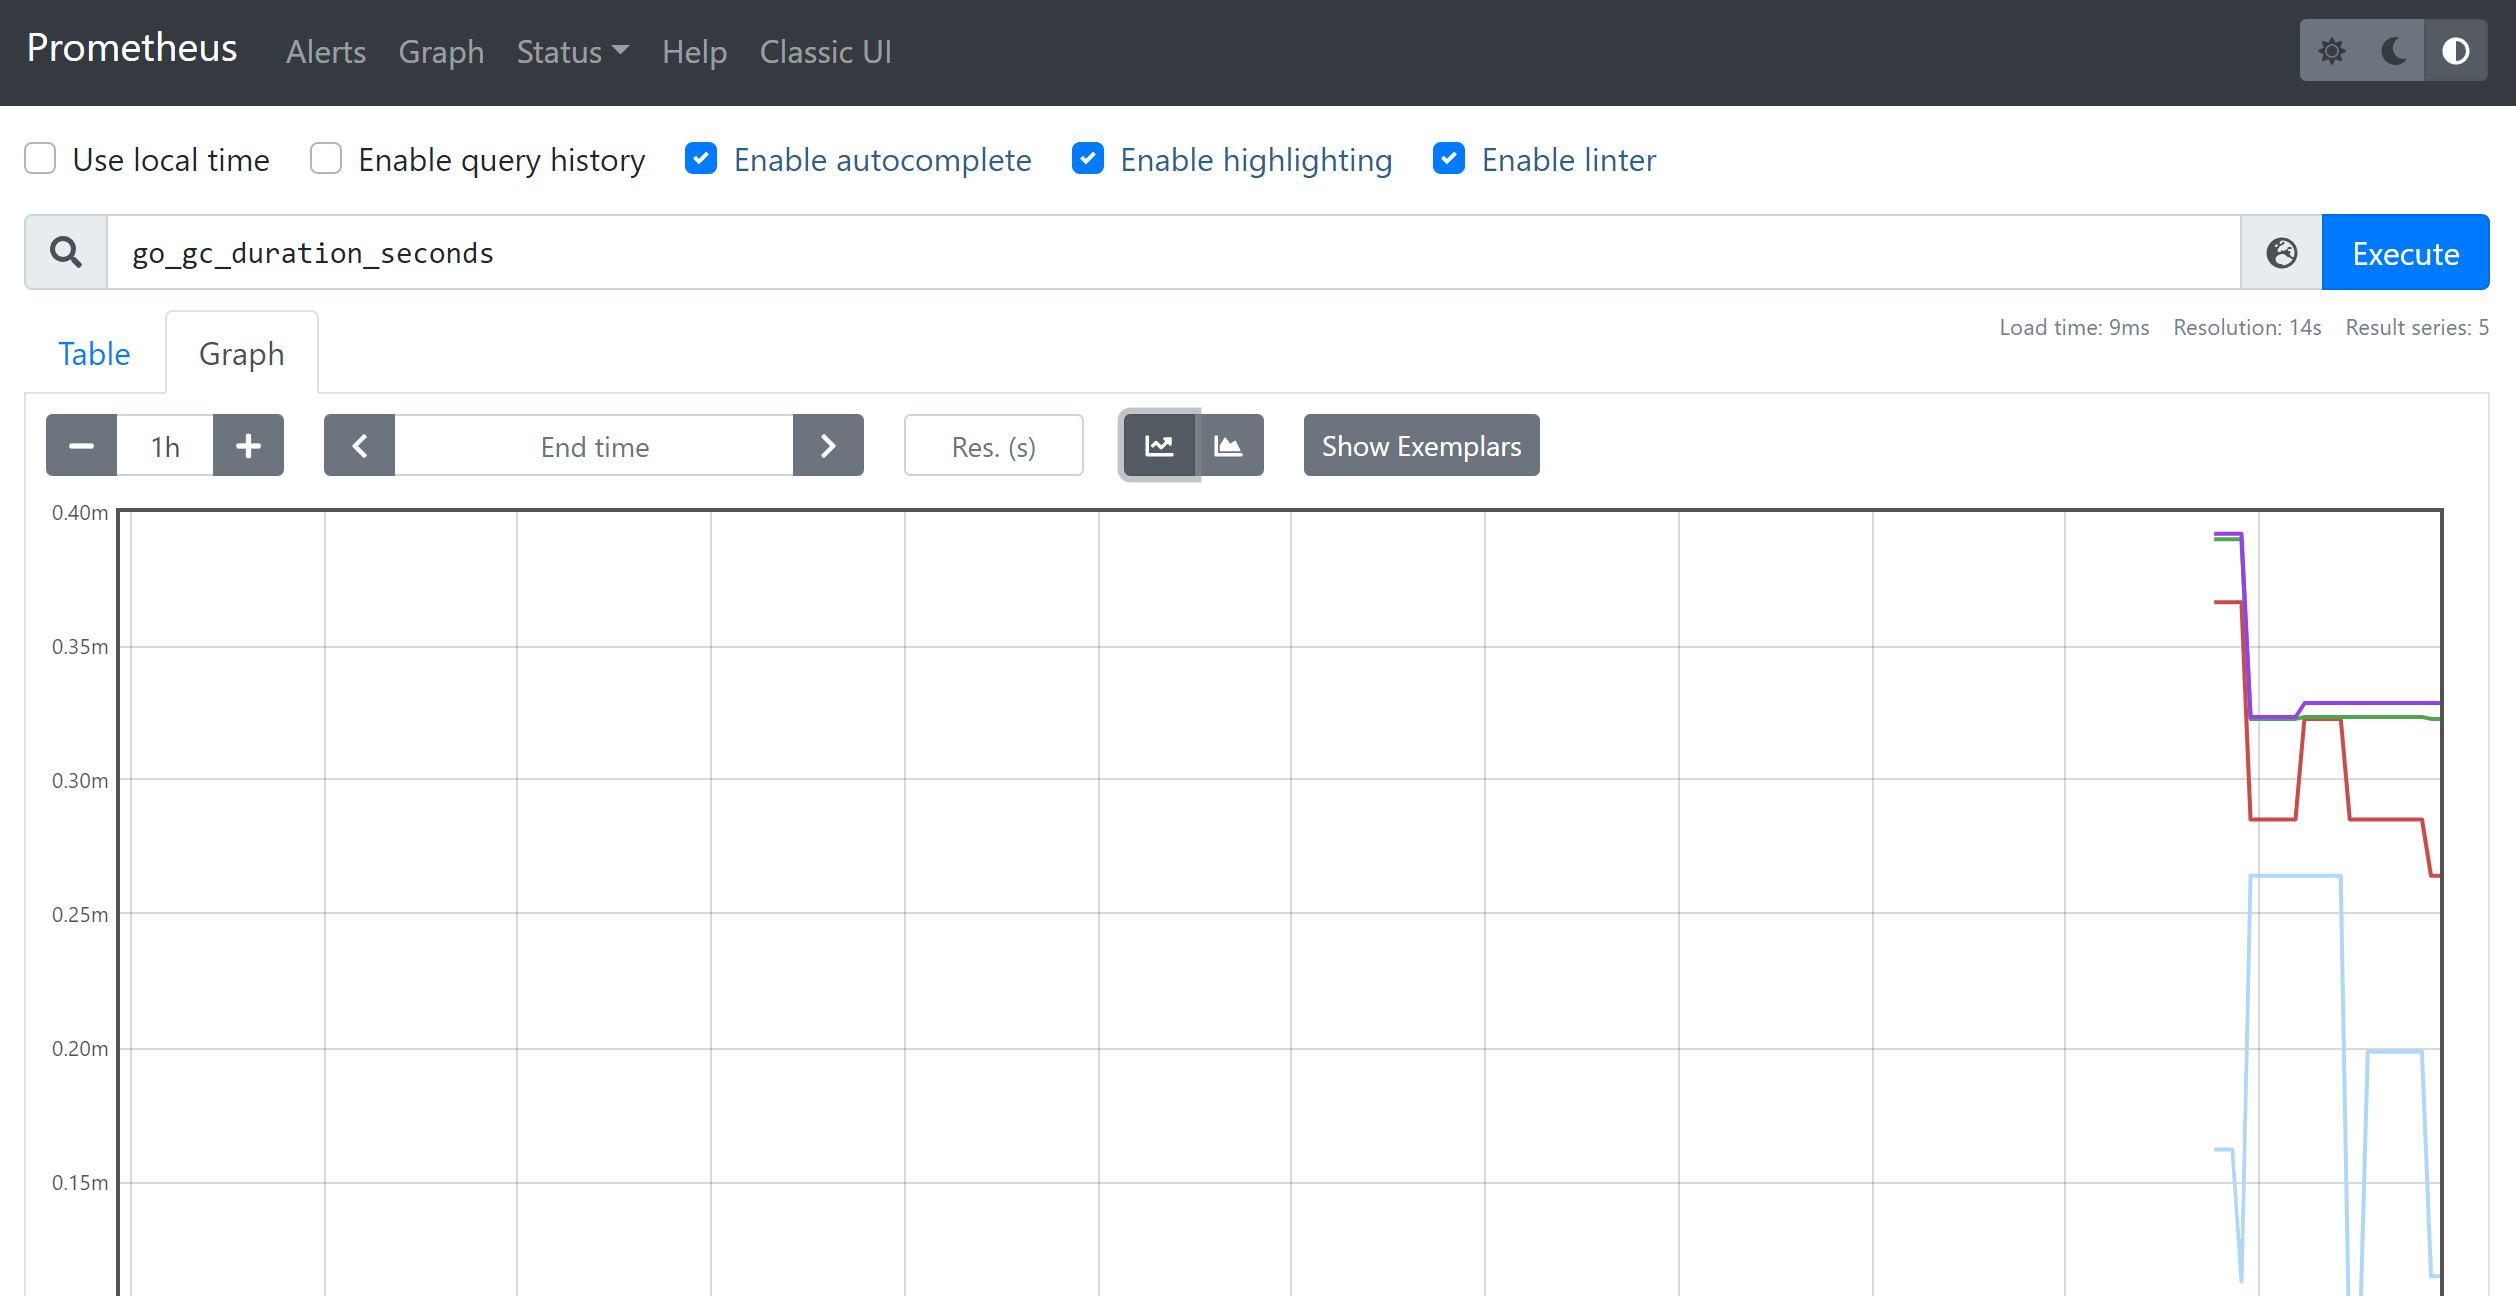 Prometheus Alerts Graph Status Help Classic UI
Use local time Enable query history Enable autocomplete Enable highlighting Enable linter
go_gc_duration_seconds Execute
Load time: 9ms Resolution: 14s Result series: 5
Table Graph
1h End time Res. (s) Show Exemplars
0.40m
0.35m
0.30m
0.25m
0.20m
0.15m